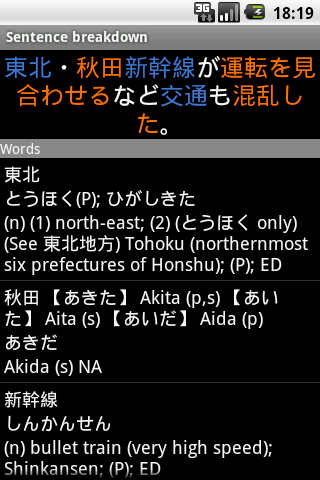 3G 18:19
Sentence breakdown
東北・秋田新幹線が運転を見
合わせるなど交通も混乱し
た。
Words
東北
とうほく(P); ひがしきた
(n) (1) north-east; (2) (とうほく only)
(See 東北地方) Tohoku (northernmost
six prefectures of Honshu); (P); ED
秋田 【あきた】 Akita (p,s) 【あい
た】 Aita (s) 【あいだ】 Aida (p)
あきだ
Akida (s) NA
新幹線
しんかんせん
(n) bullet train (very high speed);
Shinkansen; (P); ED